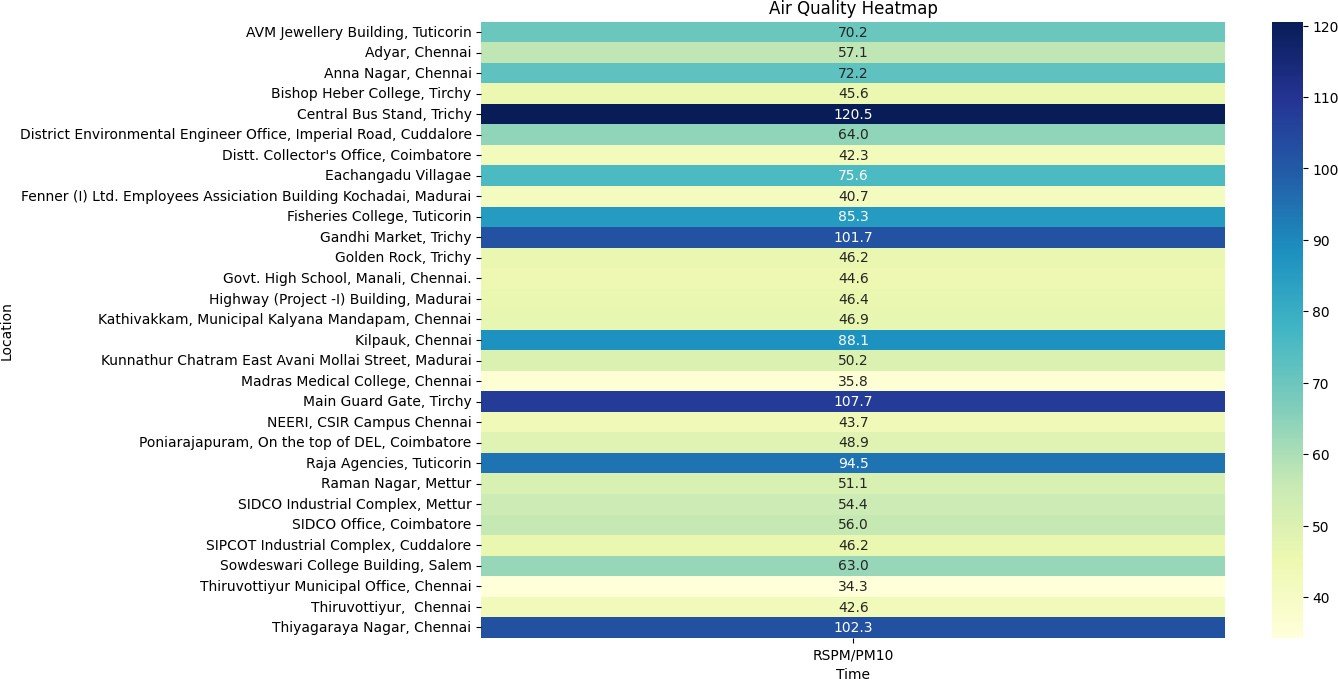 Air Quality Heatmap
Location
AVM Jewellery Building, Tuticorin 70.2
Adyar, Chennai 57.1
Anna Nagar, Chennai 72.2
Bishop Heber College, Tirchy 45.6
Central Bus Stand, Trichy 120.5
District Environmental Engineer Office, Imperial Road, Cuddalore 64.0
Distt. Collector's Office, Coimbatore 42.3
Eachangadu Villagae 75.6
Fenner (I) Ltd. Employees Assiciation Building Kochadai, Madurai 40.7
Fisheries College, Tuticorin 85.3
Gandhi Market, Trichy 101.7
Golden Rock, Trichy 46.2
Govt. High School, Manali, Chennai. 44.6
Highway (Project -I) Building, Madurai 46.4
Kathivakkam, Municipal Kalyana Mandapam, Chennai 46.9
Kilpauk, Chennai 88.1
Kunnathur Chatram East Avani Mollai Street, Madurai 50.2
Madras Medical College, Chennai 35.8
Main Guard Gate, Tirchy 107.7
NEERI, CSIR Campus Chennai 43.7
Poniarajapuram, On the top of DEL, Coimbatore 48.9
Raja Agencies, Tuticorin 94.5
Raman Nagar, Mettur 51.1
SIDCO Industrial Complex, Mettur 54.4
SIDCO Office, Coimbatore 56.0
SIPCOT Industrial Complex, Cuddalore 46.2
Sowdeswari College Building, Salem 63.0
Thiruvottiyur Municipal Office, Chennai 34.3
Thiruvottiyur,  Chennai 42.6
Thiyagaraya Nagar, Chennai 102.3
RSPM/PM10
Time
120
110
100
90
80
70
60
50
40